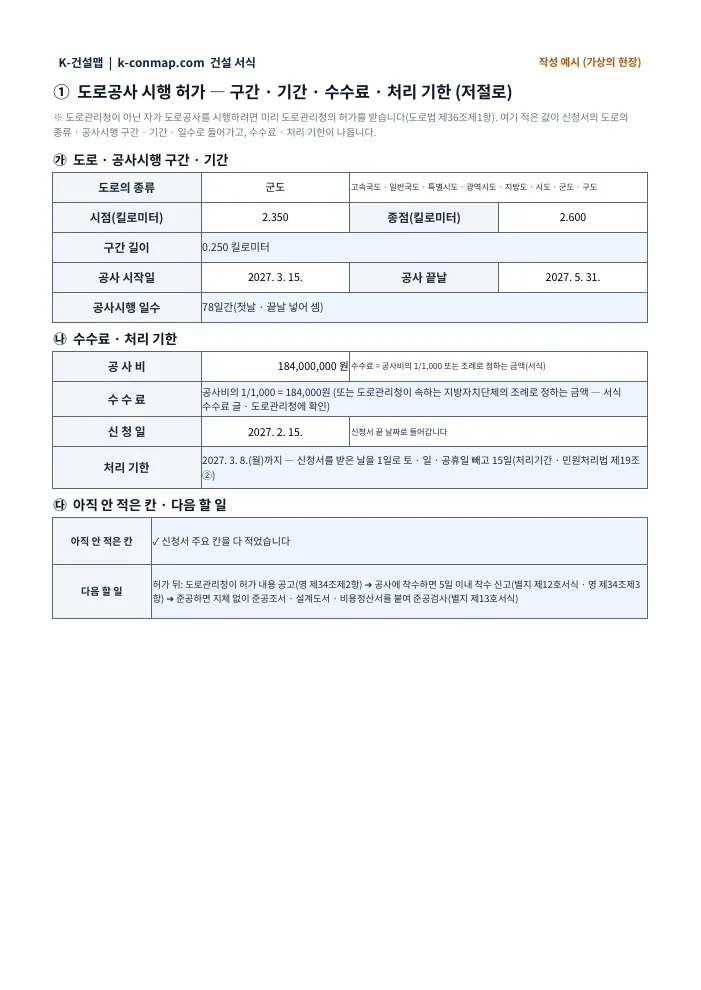 K-건설맵 | k-conmap.com 건설 서식
작성 예시 (가상의 현장)
① 도로공사 시행 허가 — 구간 · 기간 · 수수료 · 처리 기한 (저절로)
※ 도로관리청이 아닌 자가 도로공사를 시행하려면 미리 도로관리청의 허가를 받습니다(도로법 제36조제1항). 여기 적은 값이 신청서의 도로의
종류 · 공사시행 구간 · 기간 · 일수로 들어가고, 수수료 · 처리 기한이 나옵니다.
㉮ 도로 · 공사시행 구간 · 기간
도로의 종류 군도 고속국도 · 일반국도 · 특별시도 · 광역시도 · 지방도 · 시도 · 군도 · 구도
시점(킬로미터) 2.350 종점(킬로미터) 2.600
구간 길이 0.250 킬로미터
공사 시작일 2027. 3. 15. 공사 끝날 2027. 5. 31.
공사시행 일수 78일간(첫날 · 끝날 넣어 셈)
㉯ 수수료 · 처리 기한
공 사 비 184,000,000 원 수수료 = 공사비의 1/1,000 또는 조례로 정하는 금액(서식)
수 수 료 공사비의 1/1,000 = 184,000원 (또는 도로관리청이 속하는 지방자치단체의 조례로 정하는 금액 — 서식
수수료 글 · 도로관리청에 확인)
신 청 일 2027. 2. 15. 신청서 끝 날짜로 들어갑니다
처리 기한 2027. 3. 8.(월)까지 — 신청서를 받은 날을 1일로 토 · 일 · 공휴일 빼고 15일(처리기간 · 민원처리법 제19조
②)
㉰ 아직 안 적은 칸 · 다음 할 일
아직 안 적은 칸 ✓ 신청서 주요 칸을 다 적었습니다
다음 할 일 허가 뒤: 도로관리청이 허가 내용 공고(영 제34조제2항) ➔ 공사에 착수하면 5일 이내 착수 신고(별지 제12호서식 · 영 제34조제3
항) ➔ 준공하면 지체 없이 준공조서 · 설계도서 · 비용정산서를 붙여 준공검사(별지 제13호서식)